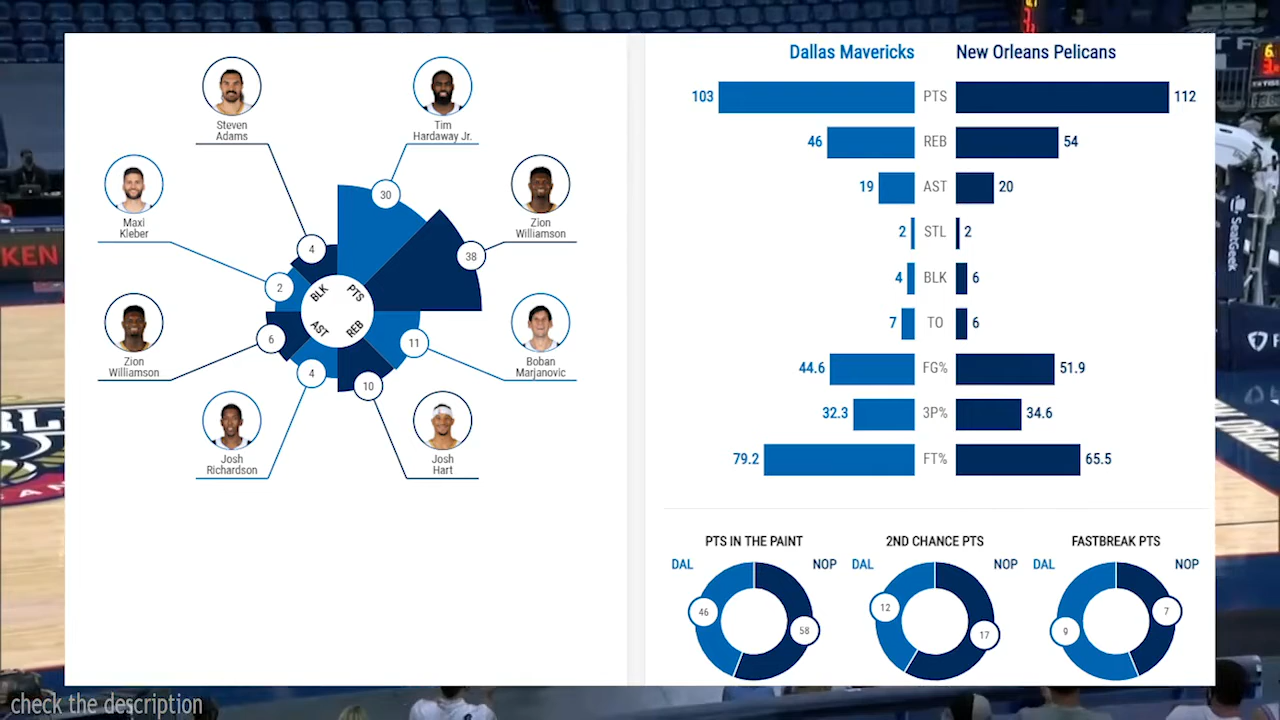 Steven
Adams
Tim
Hardaway Jr.
Maxi
Kleber
Zion
Williamson
30
38
4
2
BLK
PTS
AST
REB
6
11
4
10
Zion
Williamson
Boban
Marjanovic
Josh
Richardson
Josh
Hart
Dallas Mavericks New Orleans Pelicans
103 PTS 112
46 REB 54
19 AST 20
2 STL 2
4 BLK 6
7 TO 6
44.6 FG% 51.9
32.3 3P% 34.6
79.2 FT% 65.5
PTS IN THE PAINT
DAL NOP
46
58
2ND CHANCE PTS
DAL NOP
12
17
FASTBREAK PTS
DAL NOP
9
7
KEN
SeatGeek
check the description